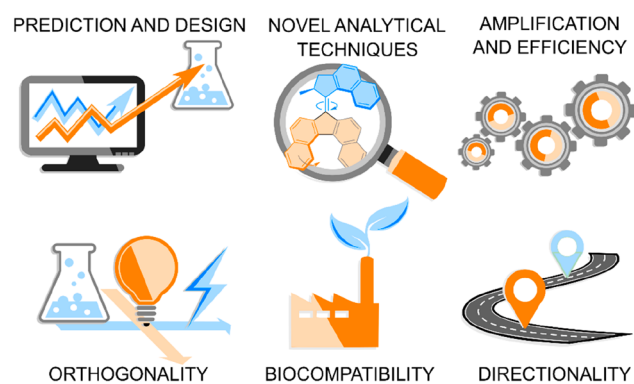 PREDICTION AND DESIGN
NOVEL ANALYTICAL
TECHNIQUES
AMPLIFICATION
AND EFFICIENCY
ORTHOGONALITY
BIOCOMPATIBILITY
DIRECTIONALITY